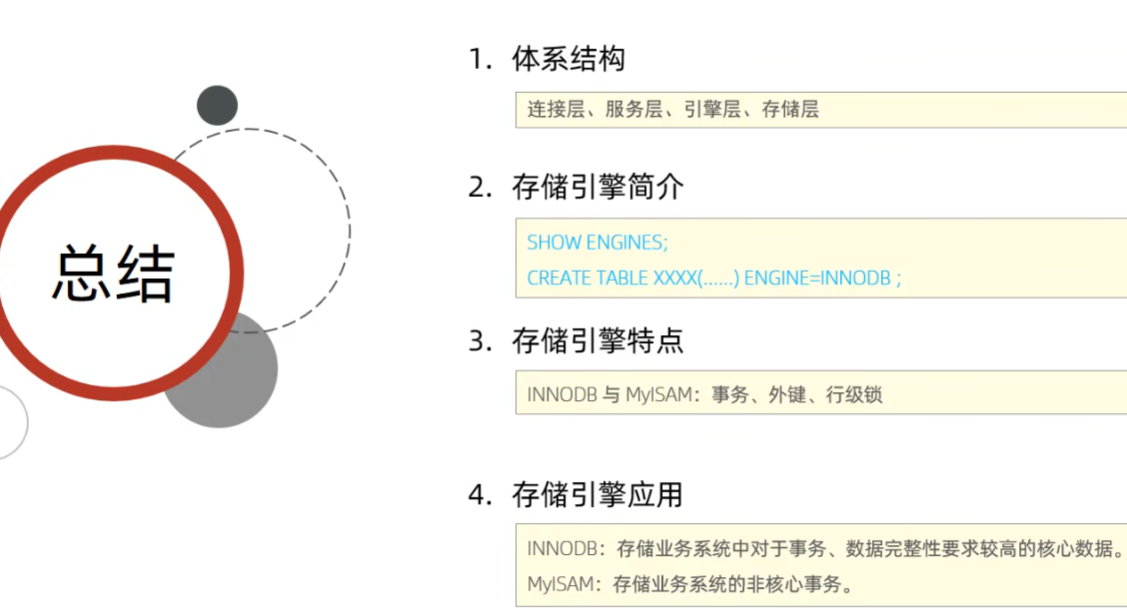 总结
1. 体系结构
连接层、服务层、引擎层、存储层
2. 存储引擎简介
SHOW ENGINES;
CREATE TABLE XXXX(......) ENGINE=INNODB ;
3. 存储引擎特点
INNODB 与 MyISAM：事务、外键、行级锁
4. 存储引擎应用
INNODB：存储业务系统中对于事务、数据完整性要求较高的核心数据。
MyISAM：存储业务系统的非核心事务。